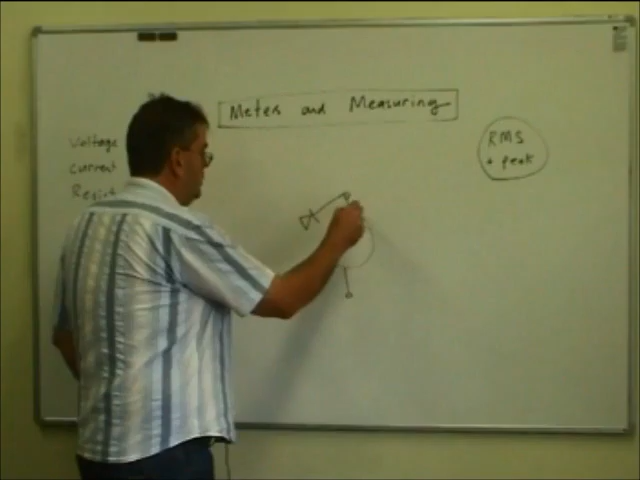 Meters and Measuring
Voltage
Current
RMS
+ peak